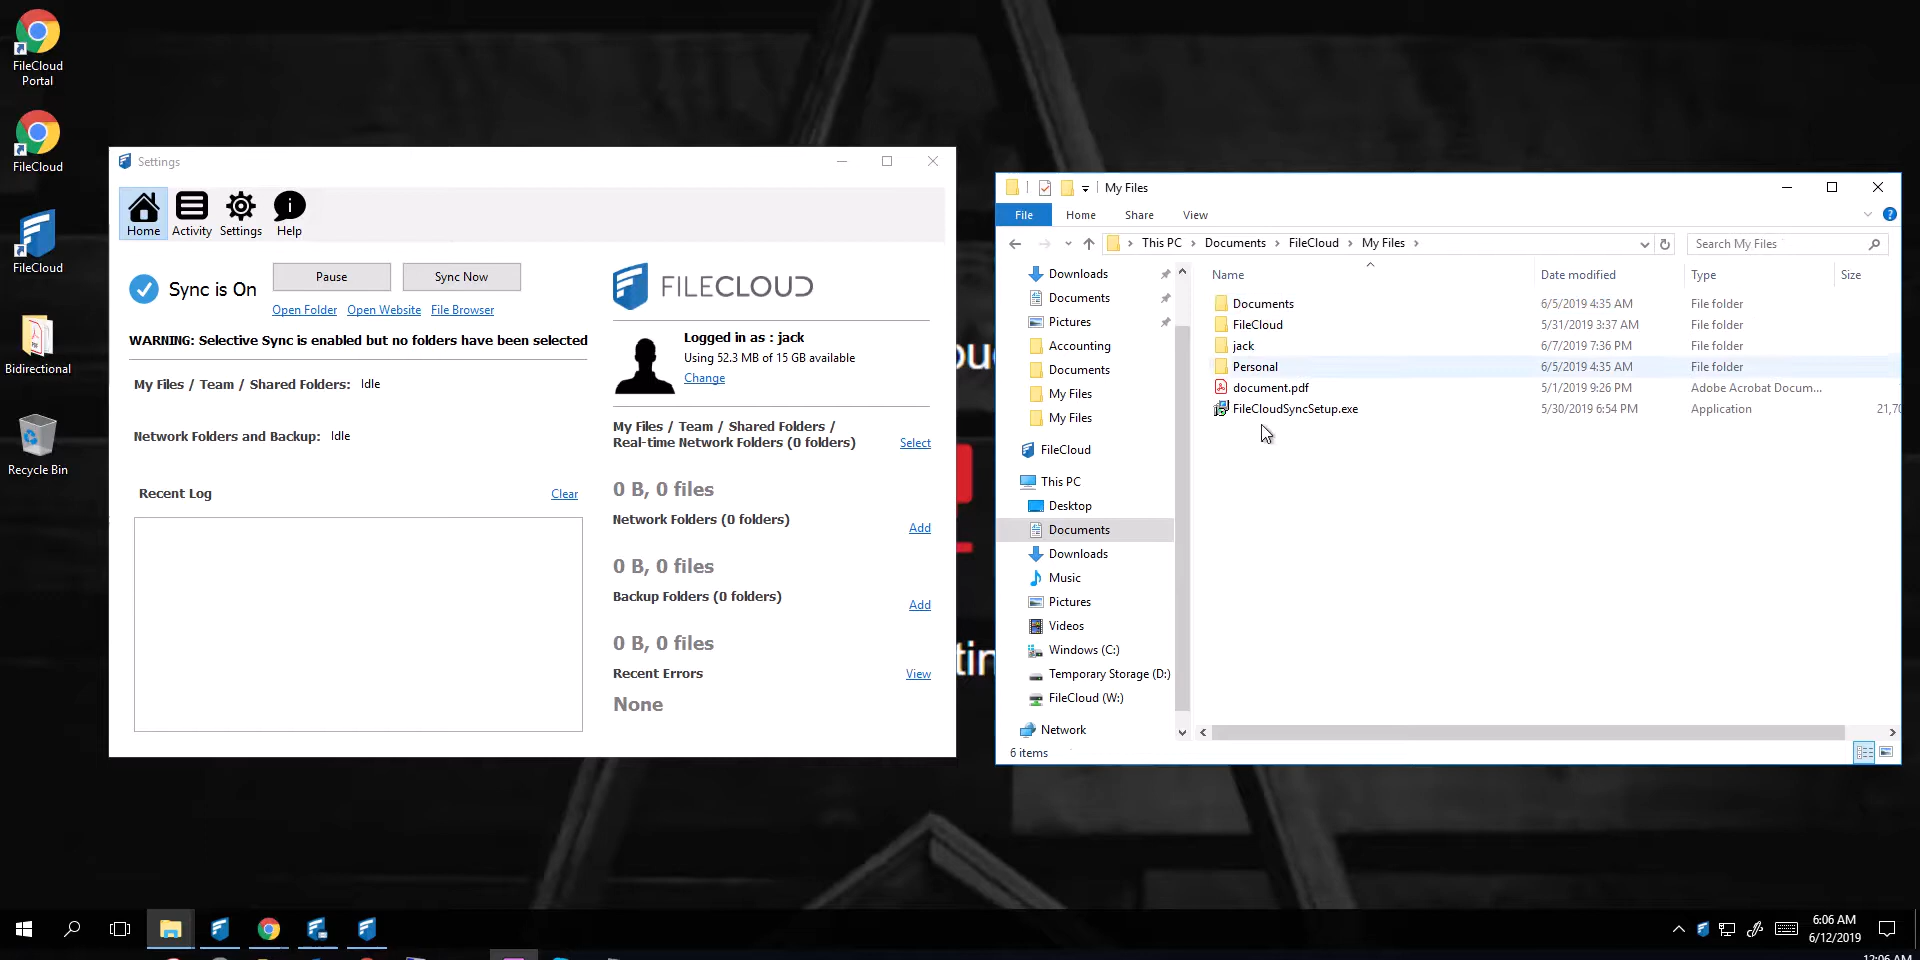 FileCloud
Portal
FileCloud
FileCloud
Bidirectional
Recycle Bin
Settings
Home
Activity
Settings
Help
Sync is On
Pause
Sync Now
Open Folder
Open Website
File Browser
WARNING: Selective Sync is enabled but no folders have been selected
My Files / Team / Shared Folders: Idle
Network Folders and Backup: Idle
Recent Log
Clear
FILECLOUD
Logged in as : jack
Using 52.3 MB of 15 GB available
Change
My Files / Team / Shared Folders /
Real-time Network Folders (0 folders)
Select
0 B, 0 files
Network Folders (0 folders)
Add
0 B, 0 files
Backup Folders (0 folders)
Add
0 B, 0 files
Recent Errors
View
None
My Files
File
Home
Share
View
This PC
Documents
FileCloud
My Files
Search My Files
Downloads
Documents
Pictures
Accounting
Documents
My Files
My Files
FileCloud
This PC
Desktop
Documents
Downloads
Music
Pictures
Videos
Windows (C:)
Temporary Storage (D:)
FileCloud (W:)
Network
Name Date modified Type Size
Documents 6/5/2019 4:35 AM File folder
FileCloud 5/31/2019 3:37 AM File folder
jack 6/7/2019 7:36 PM File folder
Personal 6/5/2019 4:35 AM File folder
document.pdf 5/1/2019 9:26 PM Adobe Acrobat Docum...
FileCloudSyncSetup.exe 5/30/2019 6:54 PM Application 21,70
6 items
6:06 AM
6/12/2019
12:06 AM